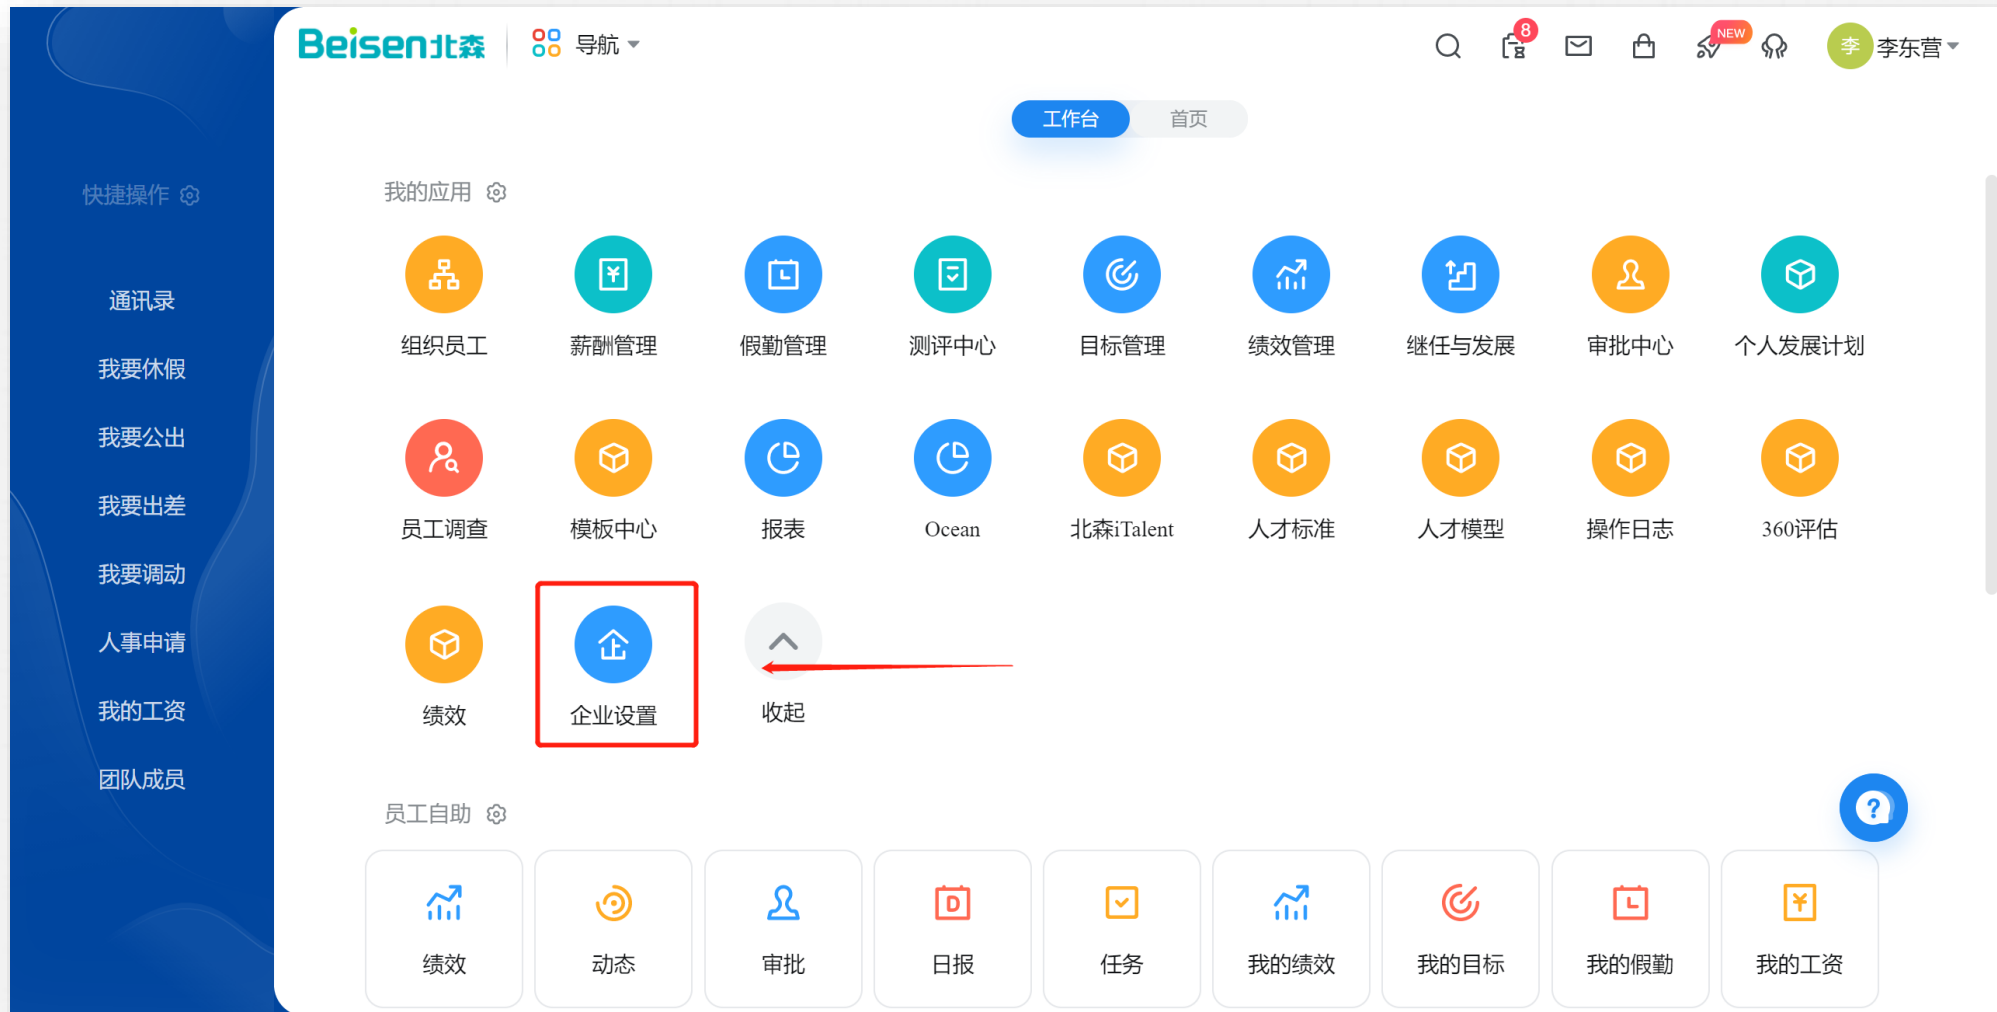 Beisen北森
导航
8
NEW
李
李东营
工作台
首页
快捷操作
通讯录
我要休假
我要公出
我要出差
我要调动
人事申请
我的工资
团队成员
我的应用
组织员工
薪酬管理
假勤管理
测评中心
目标管理
绩效管理
继任与发展
审批中心
个人发展计划
员工调查
模板中心
报表
Ocean
北森iTalent
人才标准
人才模型
操作日志
360评估
绩效
企业设置
收起
员工自助
绩效
动态
审批
D
日报
任务
我的绩效
我的目标
我的假勤
我的工资